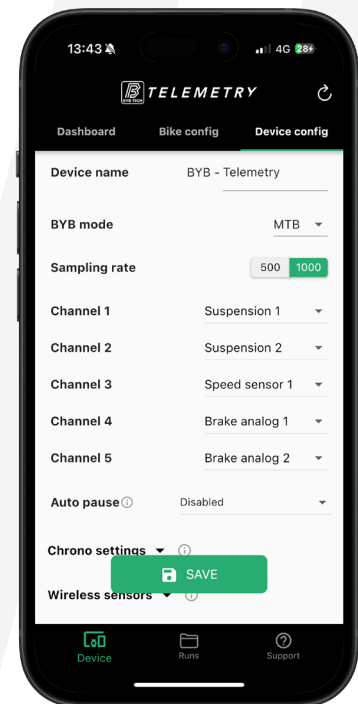 13:43 4G 28
B BYB TECH TELEMETRY
Dashboard Bike config Device config
Device name BYB - Telemetry
BYB mode MTB
Sampling rate 500 1000
Channel 1 Suspension 1
Channel 2 Suspension 2
Channel 3 Speed sensor 1
Channel 4 Brake analog 1
Channel 5 Brake analog 2
Auto pause Disabled
Chrono settings
SAVE
Wireless sensors
Device Runs Support